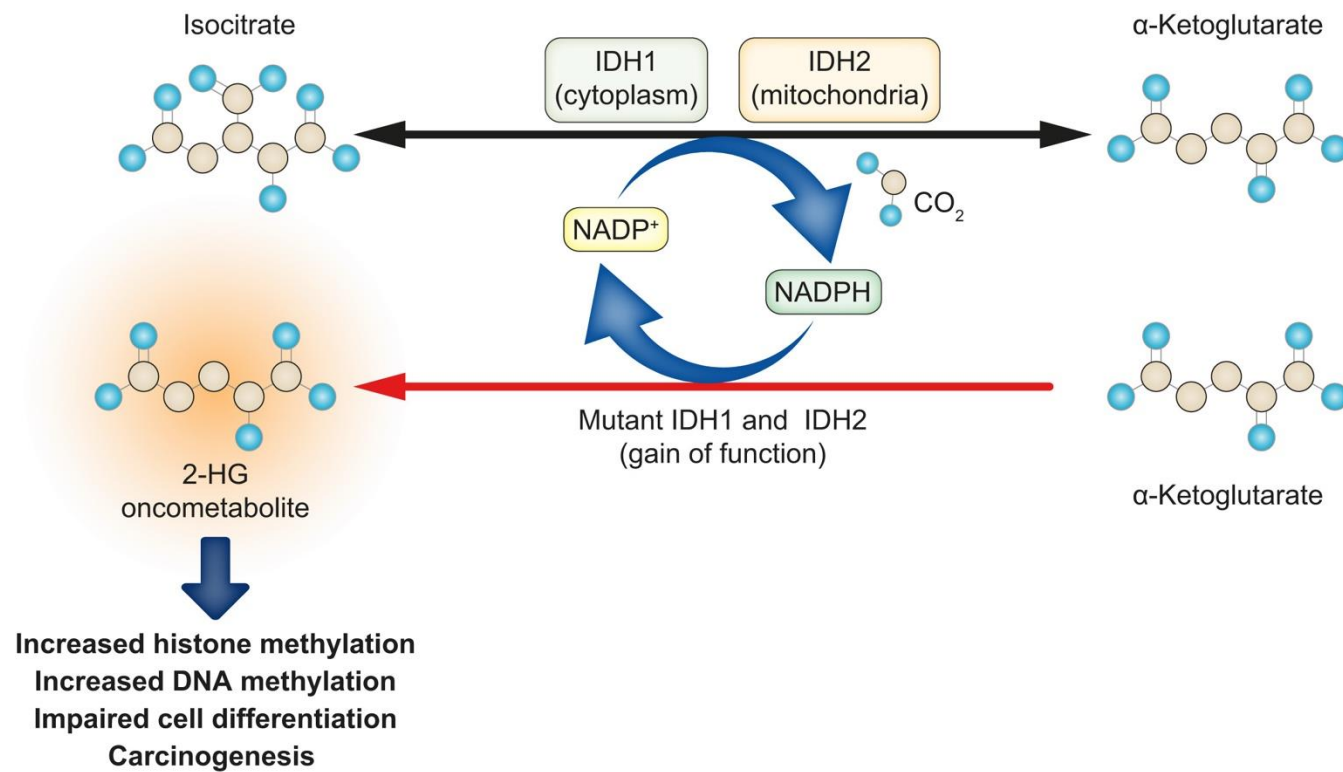 Isocitrate
IDH1
(cytoplasm)
IDH2
(mitochondria)
α-Ketoglutarate
CO₂
NADP⁺
NADPH
Mutant IDH1 and IDH2
(gain of function)
2-HG
oncometabolite
α-Ketoglutarate
Increased histone methylation
Increased DNA methylation
Impaired cell differentiation
Carcinogenesis